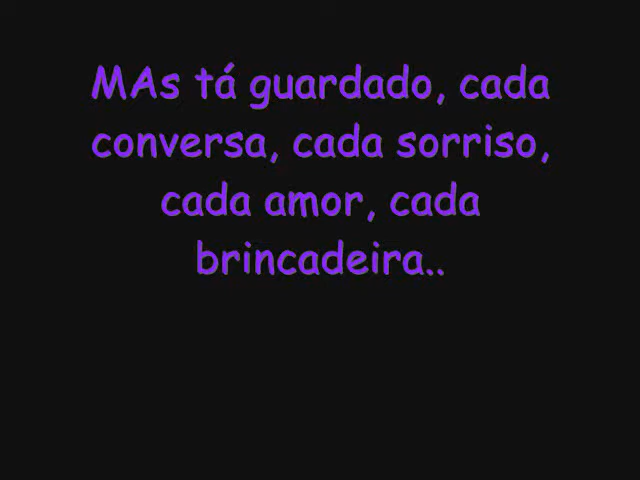 MAs tá guardado, cada
conversa, cada sorriso,
cada amor, cada
brincadeira..